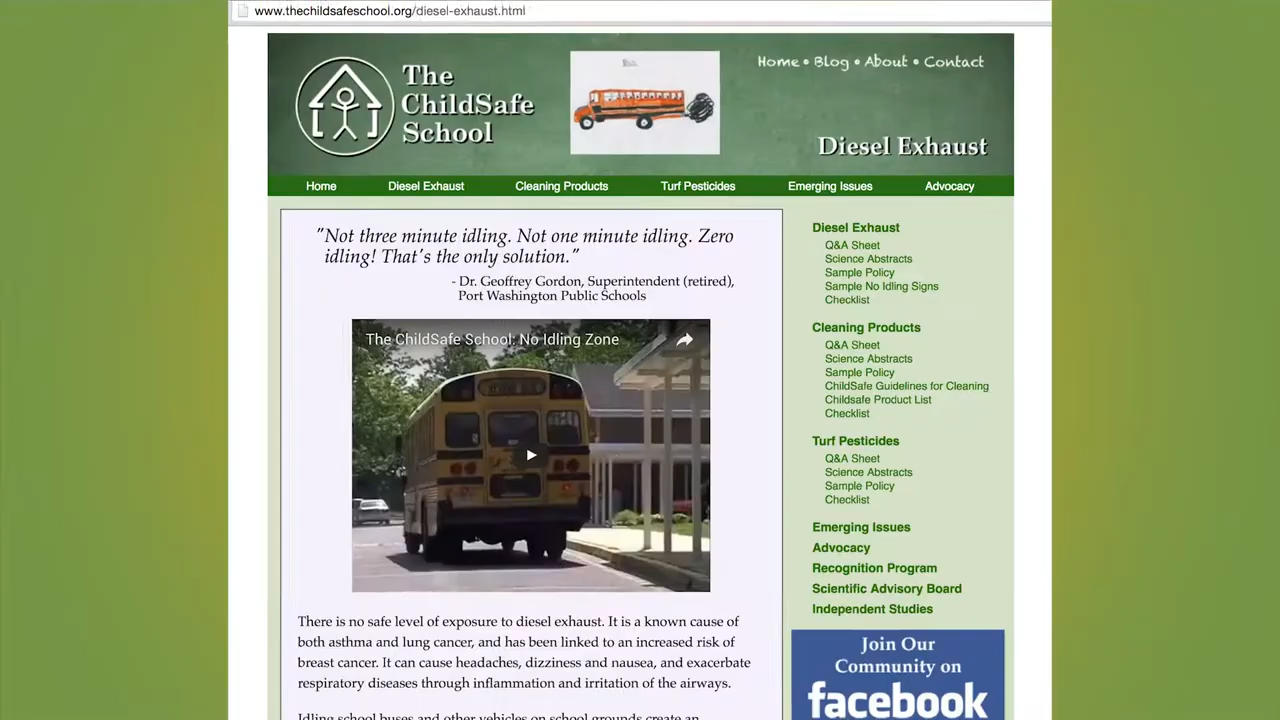 www.thechildsafeschool.org/diesel-exhaust.html
The
ChildSafe
School
Home • Blog • About • Contact
Diesel Exhaust
Home Diesel Exhaust Cleaning Products Turf Pesticides Emerging Issues Advocacy
"Not three minute idling. Not one minute idling. Zero
idling! That's the only solution."
- Dr. Geoffrey Gordon, Superintendent (retired),
Port Washington Public Schools
The ChildSafe School: No Idling Zone
There is no safe level of exposure to diesel exhaust. It is a known cause of
both asthma and lung cancer, and has been linked to an increased risk of
breast cancer. It can cause headaches, dizziness and nausea, and exacerbate
respiratory diseases through inflammation and irritation of the airways.
Idling school buses and other vehicles on school grounds create an
Diesel Exhaust
Q&A Sheet
Science Abstracts
Sample Policy
Sample No Idling Signs
Checklist
Cleaning Products
Q&A Sheet
Science Abstracts
Sample Policy
ChildSafe Guidelines for Cleaning
Childsafe Product List
Checklist
Turf Pesticides
Q&A Sheet
Science Abstracts
Sample Policy
Checklist
Emerging Issues
Advocacy
Recognition Program
Scientific Advisory Board
Independent Studies
Join Our
Community on
facebook